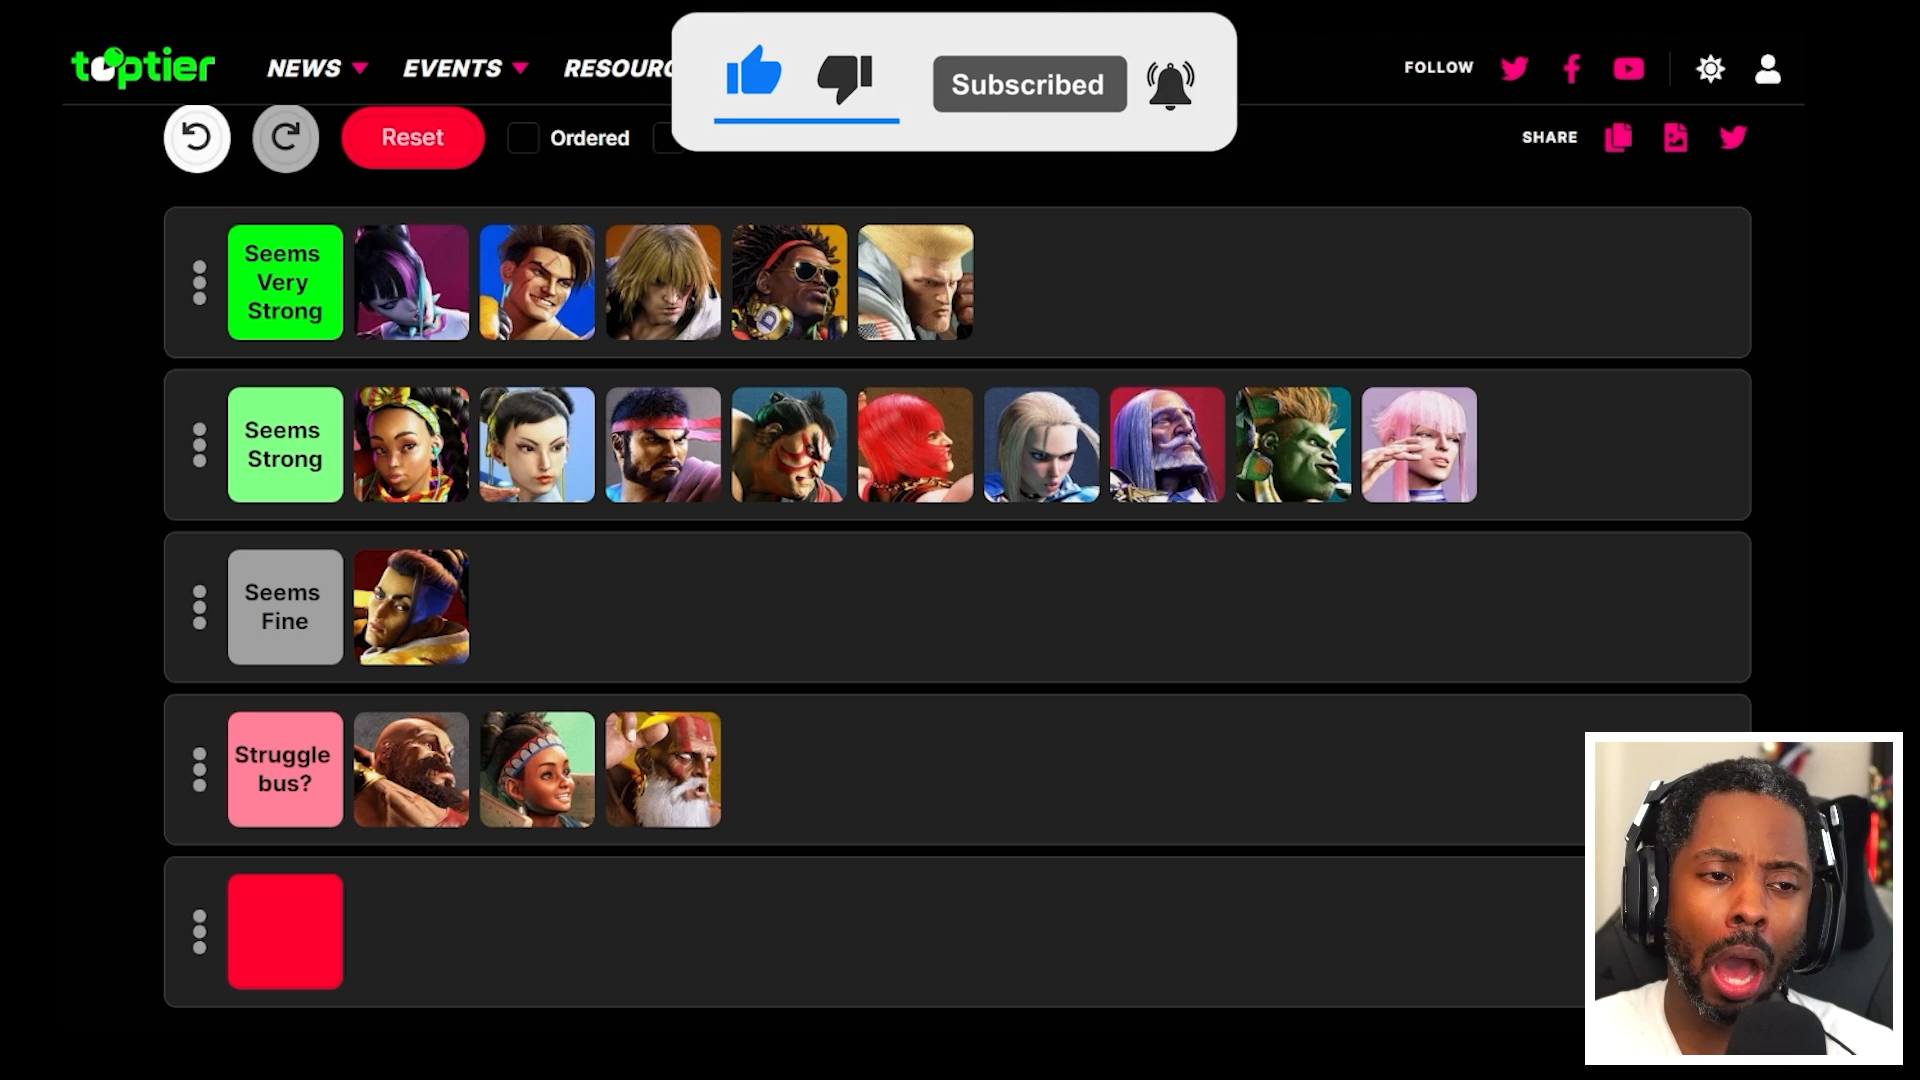 toptier NEWS EVENTS RESOURC
Subscribed
FOLLOW
Reset
Ordered
SHARE
Seems
Very
Strong
Seems
Strong
Seems
Fine
Struggle
bus?